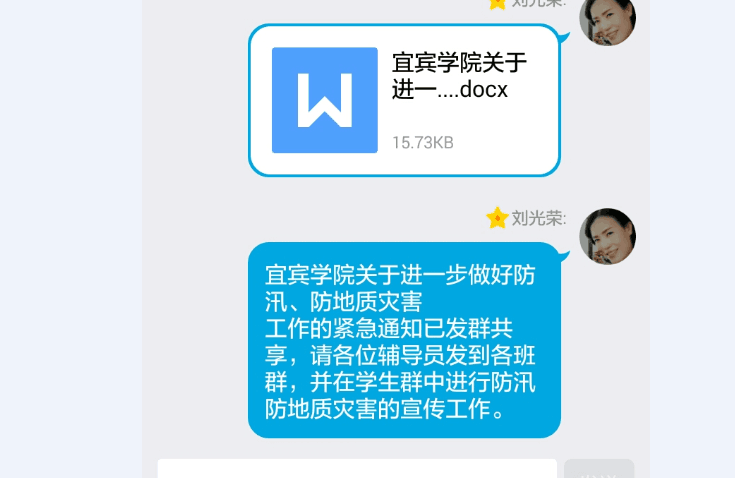 刘光荣:
宜宾学院关于
进一....docx
15.73KB
刘光荣:
宜宾学院关于进一步做好防
汛、防地质灾害
工作的紧急通知已发群共
享，请各位辅导员发到各班
群，并在学生群中进行防汛
防地质灾害的宣传工作。